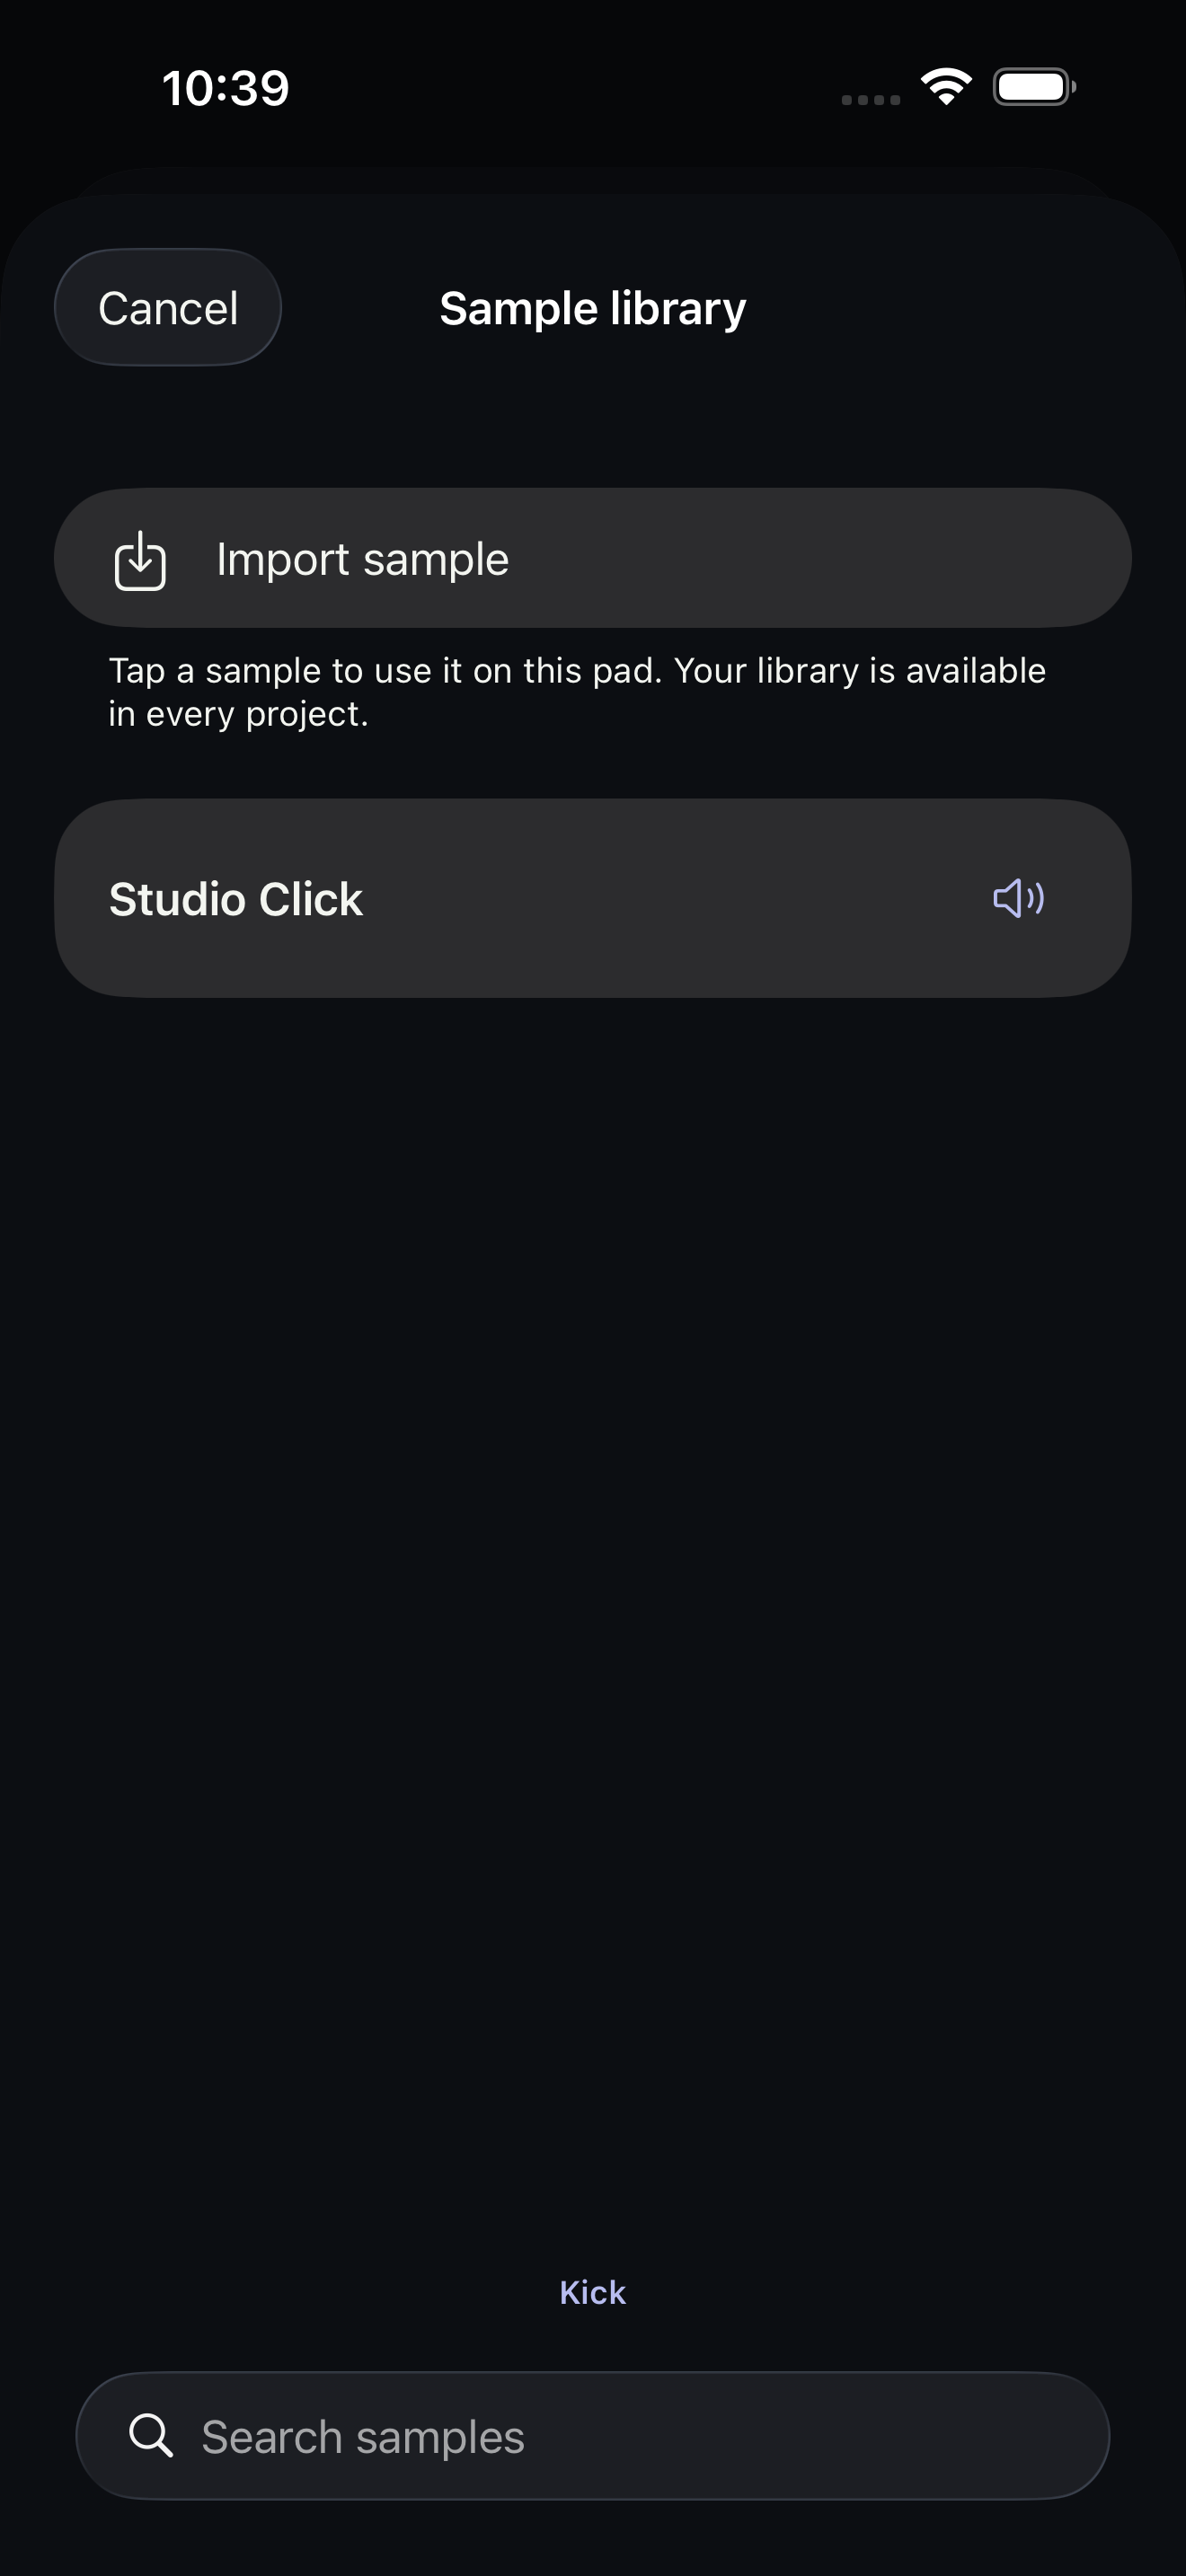 10:39
Cancel
Sample library
Import sample
Tap a sample to use it on this pad. Your library is available
in every project.
Studio Click
Kick
Search samples